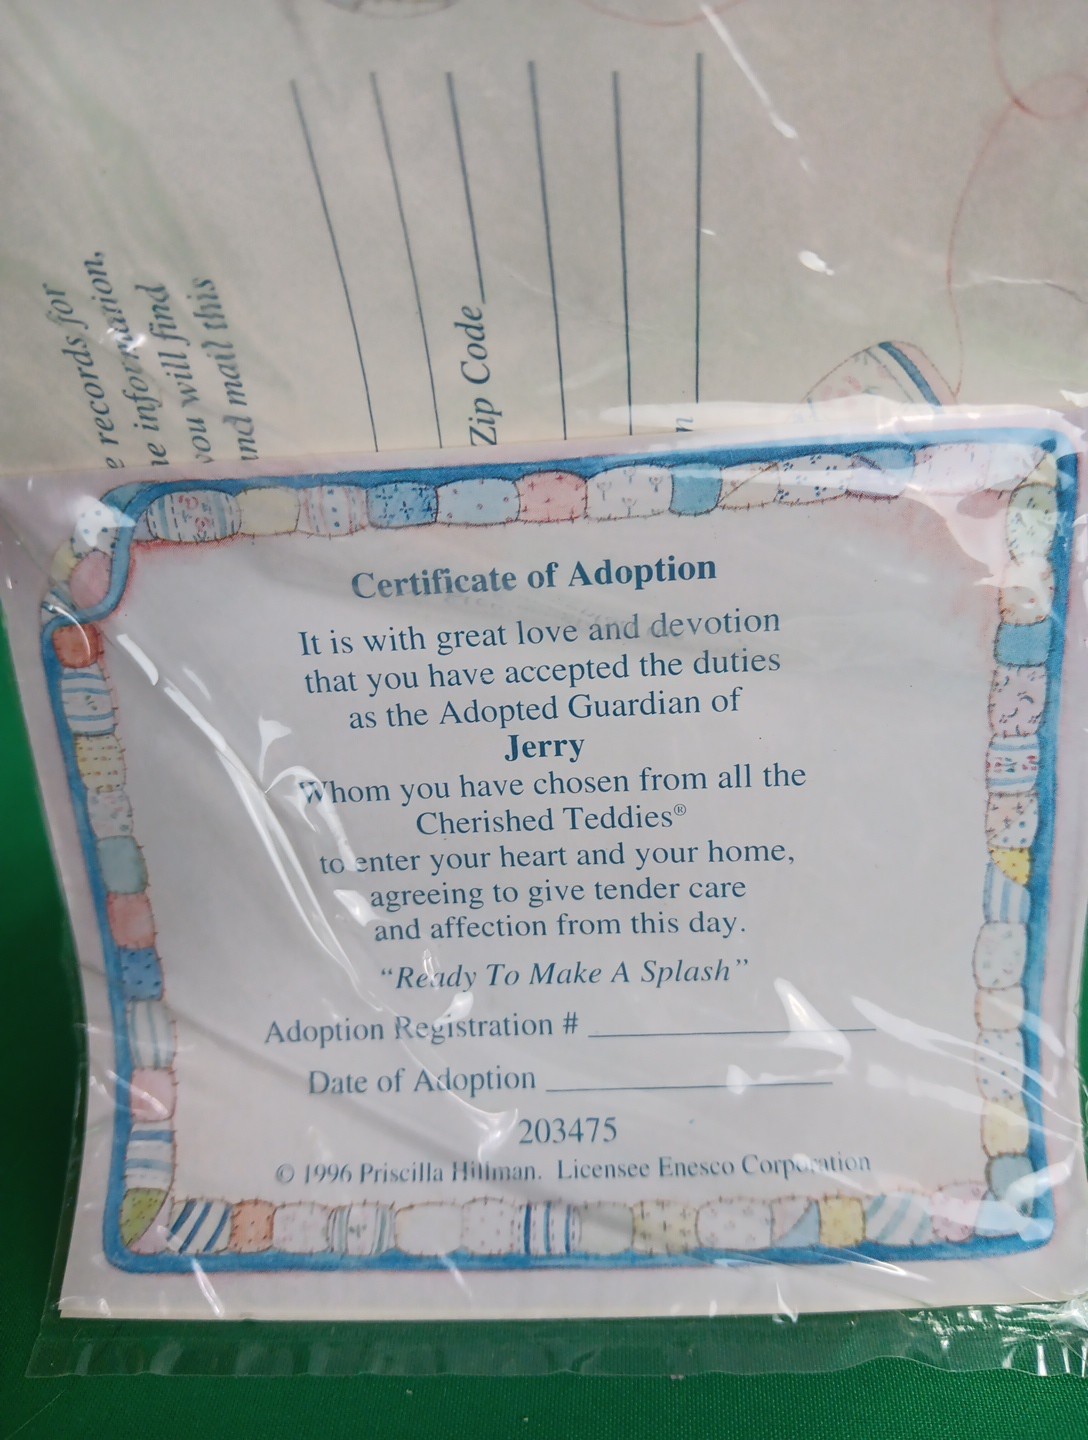 records for
information,
you will find
and mail this
Zip Code
Certificate of Adoption
It is with great love and devotion
that you have accepted the duties
as the Adopted Guardian of
Jerry
Whom you have chosen from all the
Cherished Teddies®
to enter your heart and your home,
agreeing to give tender care
and affection from this day.
“Ready To Make A Splash”
Adoption Registration #
Date of Adoption
203475
© 1996 Priscilla Hillman. Licensee Enesco Corporation